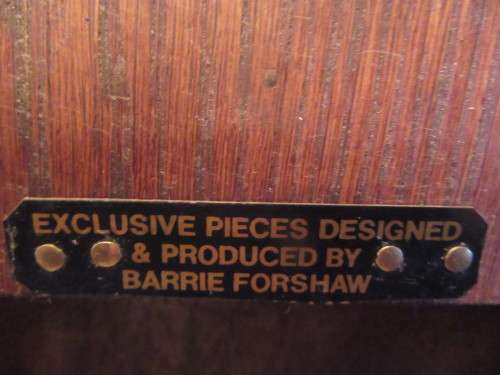 EXCLUSIVE PIECES DESIGNED
& PRODUCED BY
BARRIE FORSHAW